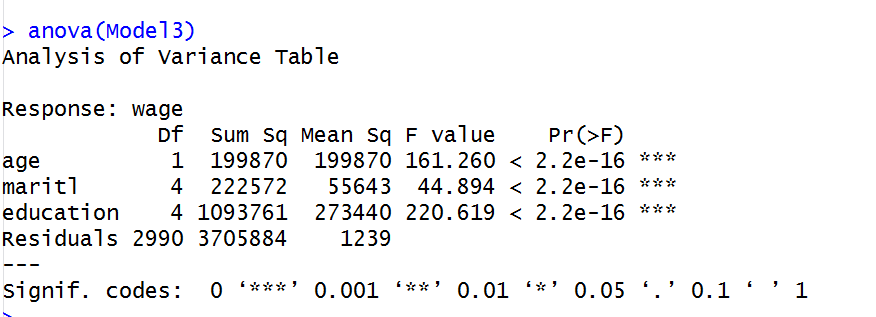 > anova(Model3)
Analysis of Variance Table

Response: wage
            Df  Sum Sq Mean Sq F value    Pr(>F)
age          1  199870  199870 161.260 < 2.2e-16 ***
maritl       4  222572   55643  44.894 < 2.2e-16 ***
education    4 1093761  273440 220.619 < 2.2e-16 ***
Residuals 2990 3705884    1239
---
Signif. codes:  0 ‘***’ 0.001 ‘**’ 0.01 ‘*’ 0.05 ‘.’ 0.1 ‘ ’ 1
>